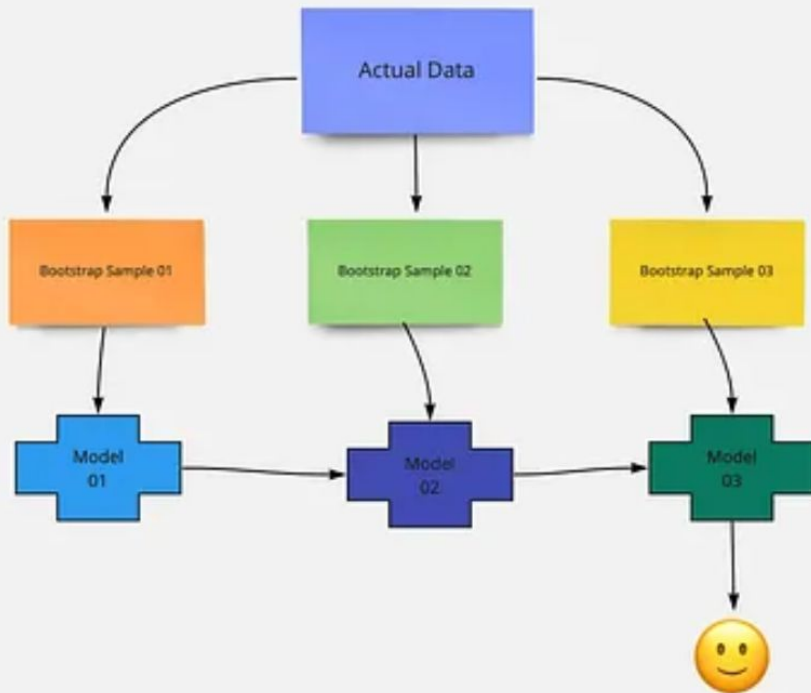 Actual Data
Bootstrap Sample 01
Bootstrap Sample 02
Bootstrap Sample 03
Model
01
Model
02
Model
03